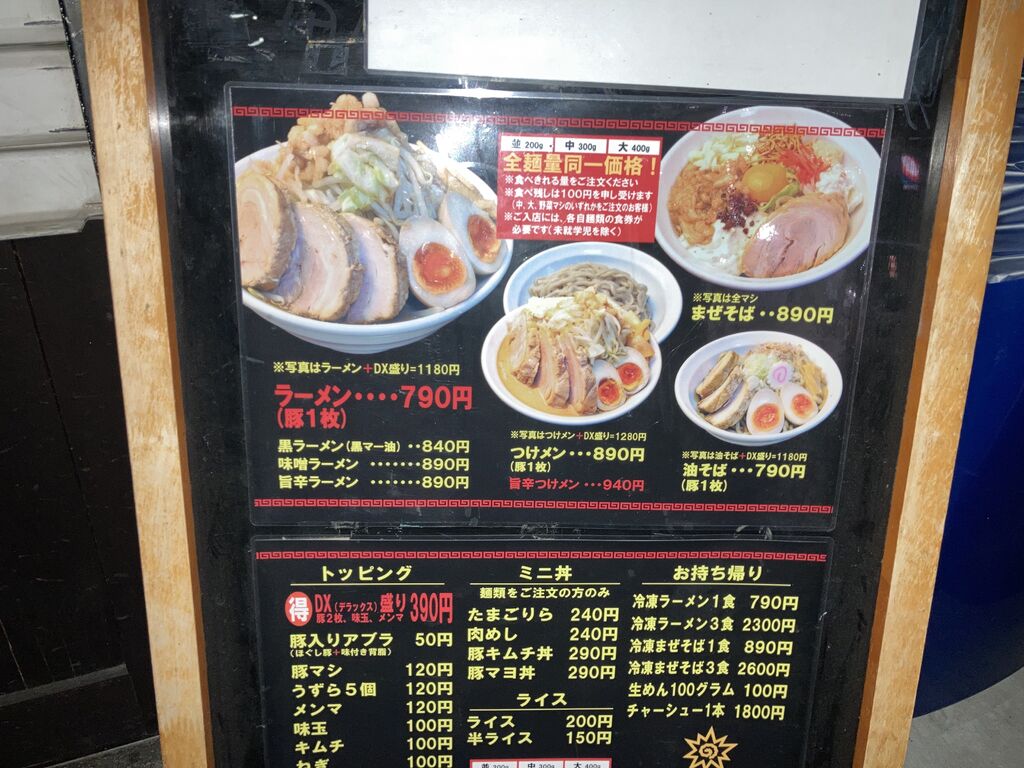 並 200g・中 300g 大 400g
全麺量同一価格！
※食べきれる量をご注文ください
※食べ残しは100円を申し受けます
（中、大、野菜マシのいずれかをご注文のお客様）
※ご入店には、各自麺類の食券が
必要です（未就学児を除く）
※写真は全マシ
まぜそば‥890円
※写真はラーメン+DX盛り=1180円
ラーメン‥‥790円
（豚1枚）
黒ラーメン（黒マー油）‥840円
味噌ラーメン ‥‥‥‥890円
旨辛ラーメン ‥‥‥‥890円
※写真はつけメン+DX盛り=1280円
つけメン‥‥890円
（豚1枚）
旨辛つけメン‥‥940円
※写真は油そば+DX盛り=1180円
油そば‥‥790円
（豚1枚）
トッピング
得 DX（デラックス）盛り 390円
豚2枚、味玉、メンマ
豚入りアブラ 50円
（ほぐし豚+味付き背脂）
豚マシ 120円
うずら5個 120円
メンマ 120円
味玉 100円
キムチ 100円
ねぎ 100円
ミニ丼
麺類をご注文の方のみ
たまごりら 240円
肉めし 240円
豚キムチ丼 290円
豚マヨ丼 290円
ライス
ライス 200円
半ライス 150円
並 200g 中 300g 大 400g
お持ち帰り
冷凍ラーメン1食 790円
冷凍ラーメン3食 2300円
冷凍まぜそば1食 890円
冷凍まぜそば3食 2600円
生めん100グラム 100円
チャーシュー1本 1800円